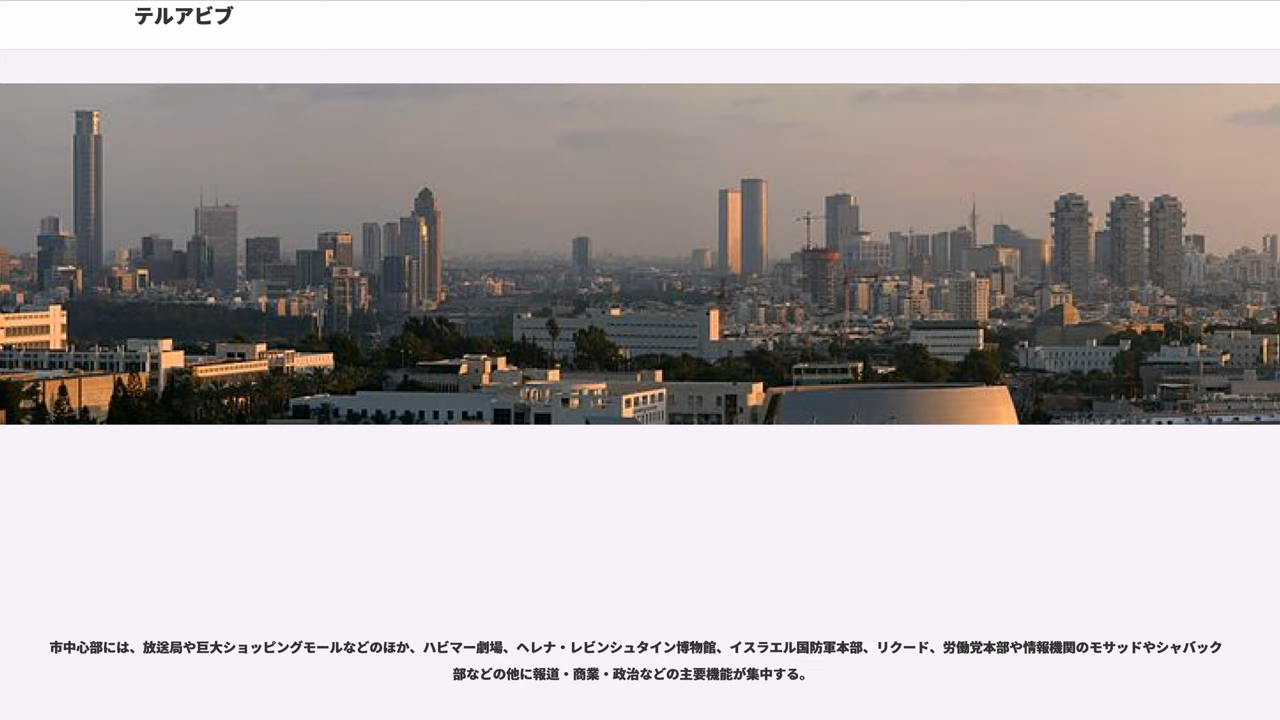 テルアビブ
市中心部には、放送局や巨大ショッピングモールなどのほか、ハビマー劇場、ヘレナ・レビンシュタイン博物館、イスラエル国防軍本部、リクード、労働党本部や情報機関のモサッドやシャバック
部などの他に報道・商業・政治などの主要機能が集中する。